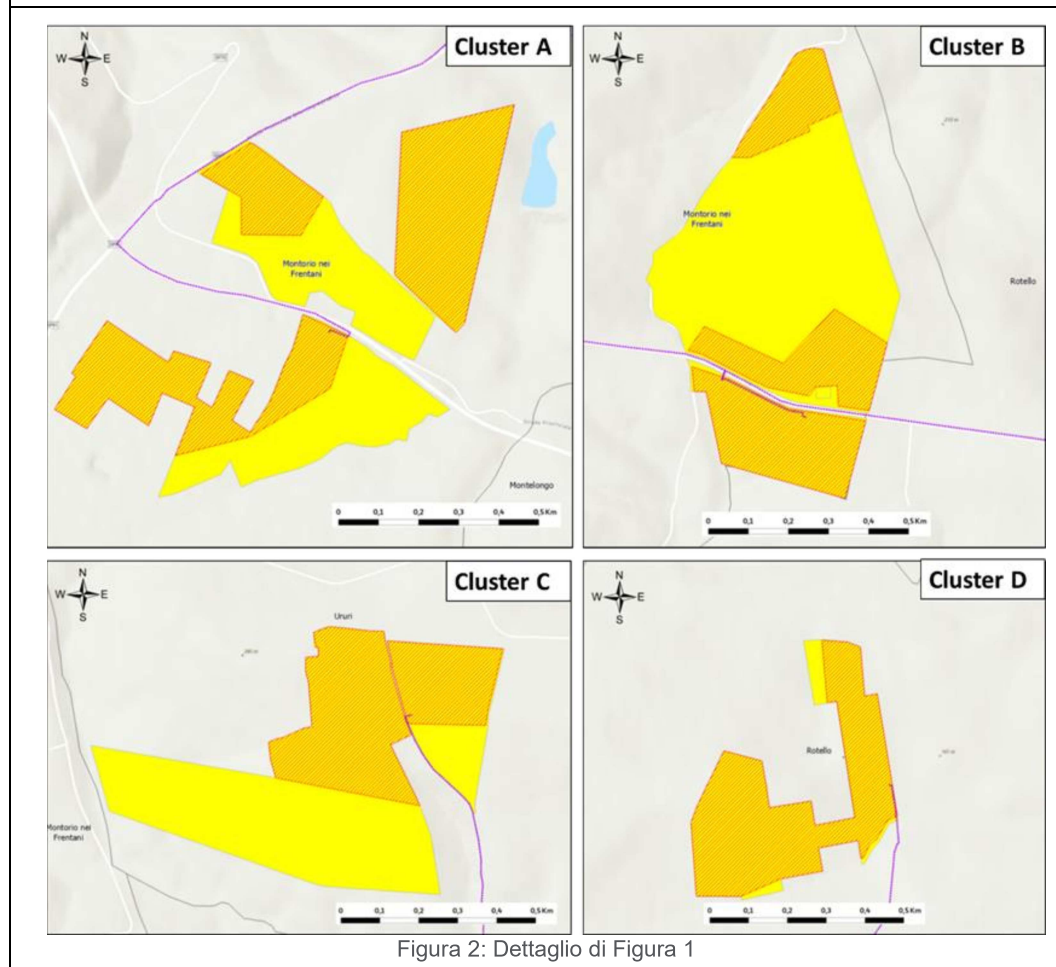 Cluster A
N
W E
S
Montorio nei
Frentani
Montelongo
0 0,1 0,2 0,3 0,4 0,5 Km
Cluster B
N
W E
S
Montorio nei
Frentani
Rotello
0 0,1 0,2 0,3 0,4 0,5 Km
Cluster C
N
W E
S
Ururi
Montorio nei
Frentani
0 0,1 0,2 0,3 0,4 0,5 Km
Cluster D
N
W E
S
Rotello
0 0,1 0,2 0,3 0,4 0,5 Km
Figura 2: Dettaglio di Figura 1